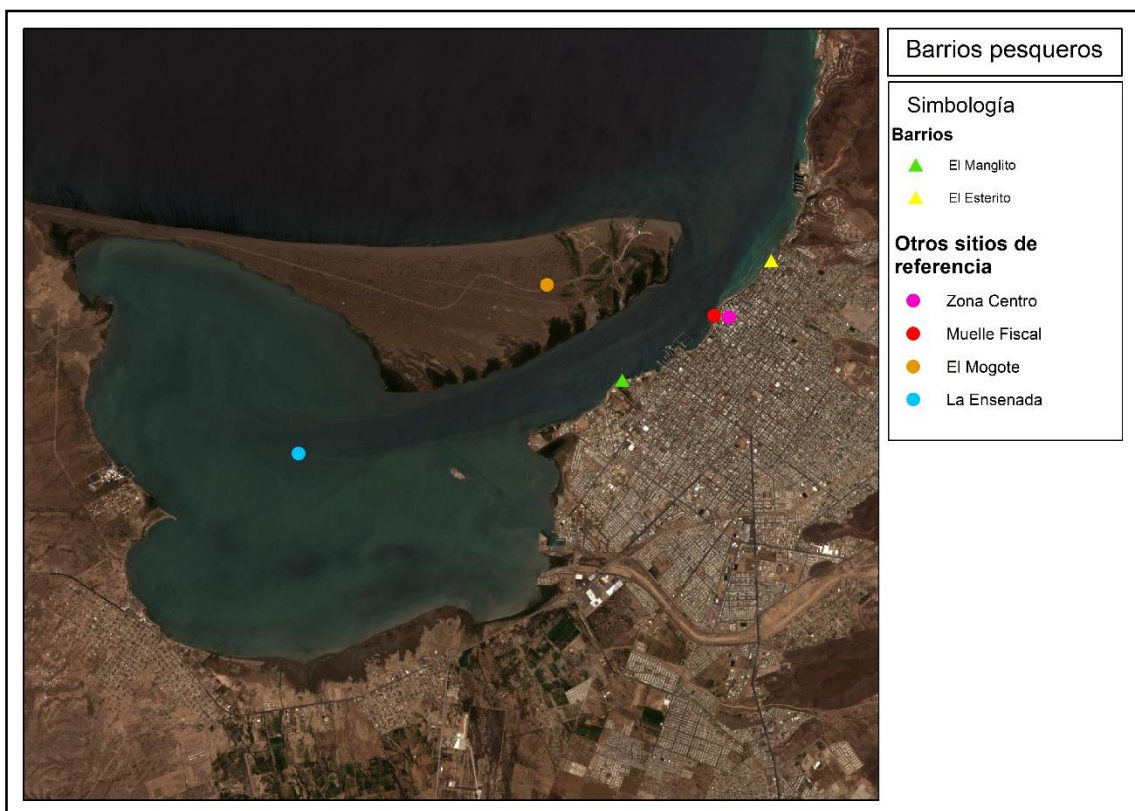 Barrios pesqueros
Simbología
Barrios
El Manglito
El Esterito
Otros sitios de
referencia
Zona Centro
Muelle Fiscal
El Mogote
La Ensenada